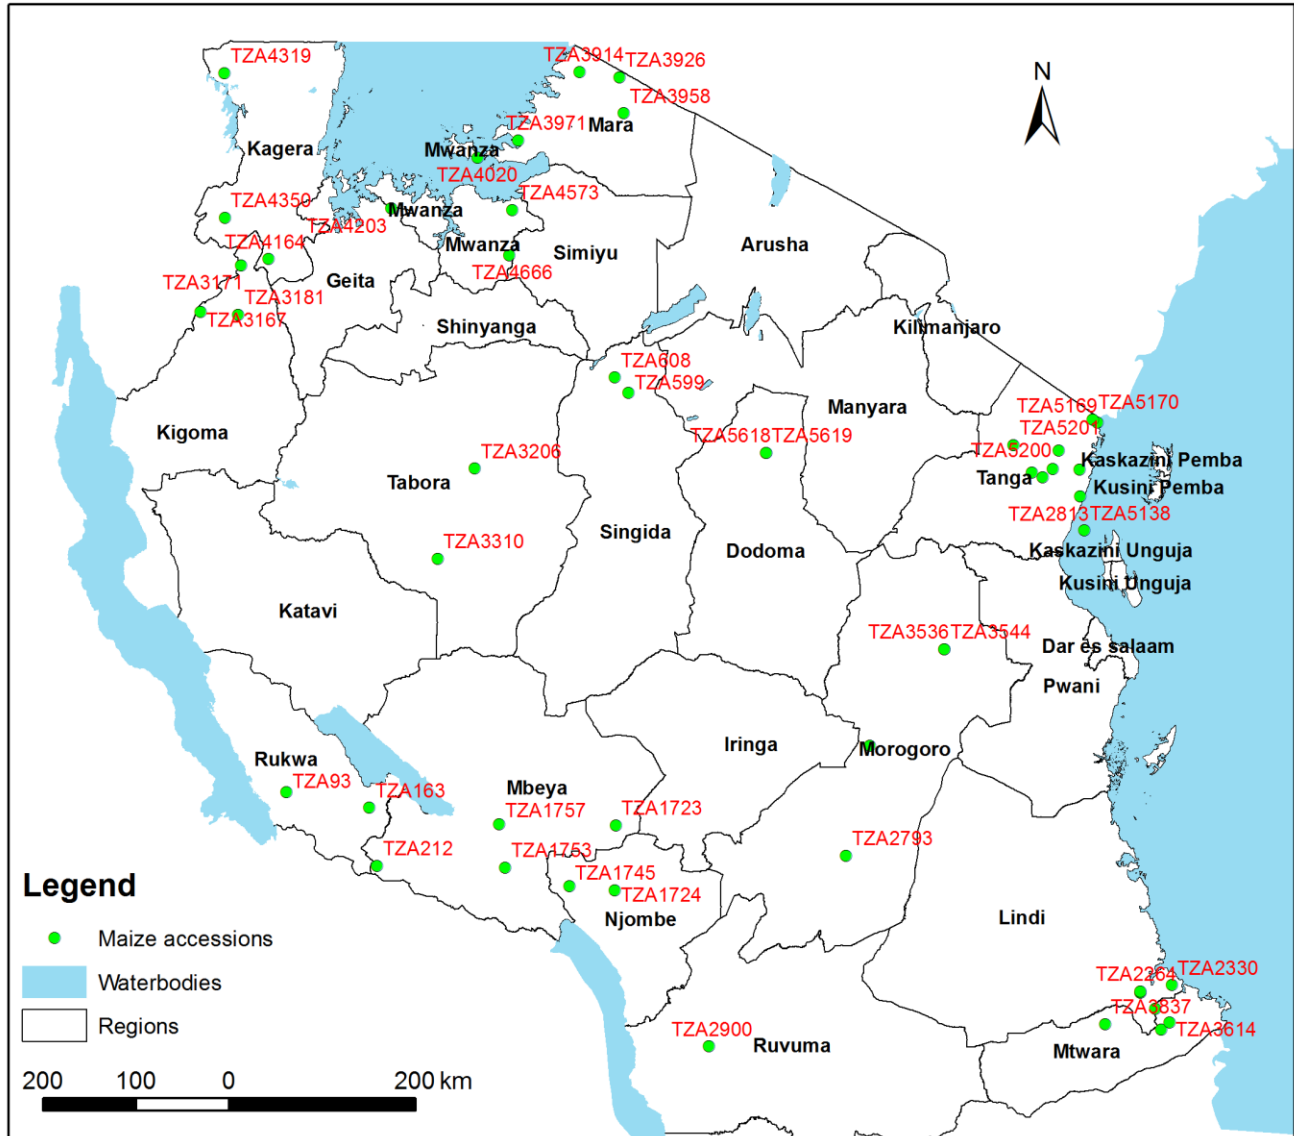 TZA4319
TZA3914
TZA3926
N
TZA3958
Mara
TZA3971
Kagera
Mwanza
TZA4020
TZA4350
TZA4203
Mwanza
TZA4573
TZA4164
Mwanza
Simiyu
Arusha
TZA4666
TZA3171
Geita
TZA3181
TZA3167
Shinyanga
Kilimanjaro
TZA608
TZA599
Manyara
TZA5169
TZA5170
TZA5201
Kigoma
TZA5618
TZA5619
TZA5200
Kaskazini Pemba
TZA3206
Tabora
Tanga
Kusini Pemba
TZA2813
TZA5138
Singida
Dodoma
Kaskazini Unguja
TZA3310
Kusini Unguja
Katavi
TZA3536
TZA3544
Dar es salaam
Pwani
Iringa
Morogoro
Rukwa
TZA93
TZA163
Mbeya
TZA1757
TZA1723
TZA212
TZA1753
TZA2793
TZA1745
TZA1724
Njombe
Lindi
TZA2264
TZA2330
TZA3837
TZA3614
TZA2900
Ruvuma
Mtwara
Legend
Maize accessions
Waterbodies
Regions
200 100 0 200 km